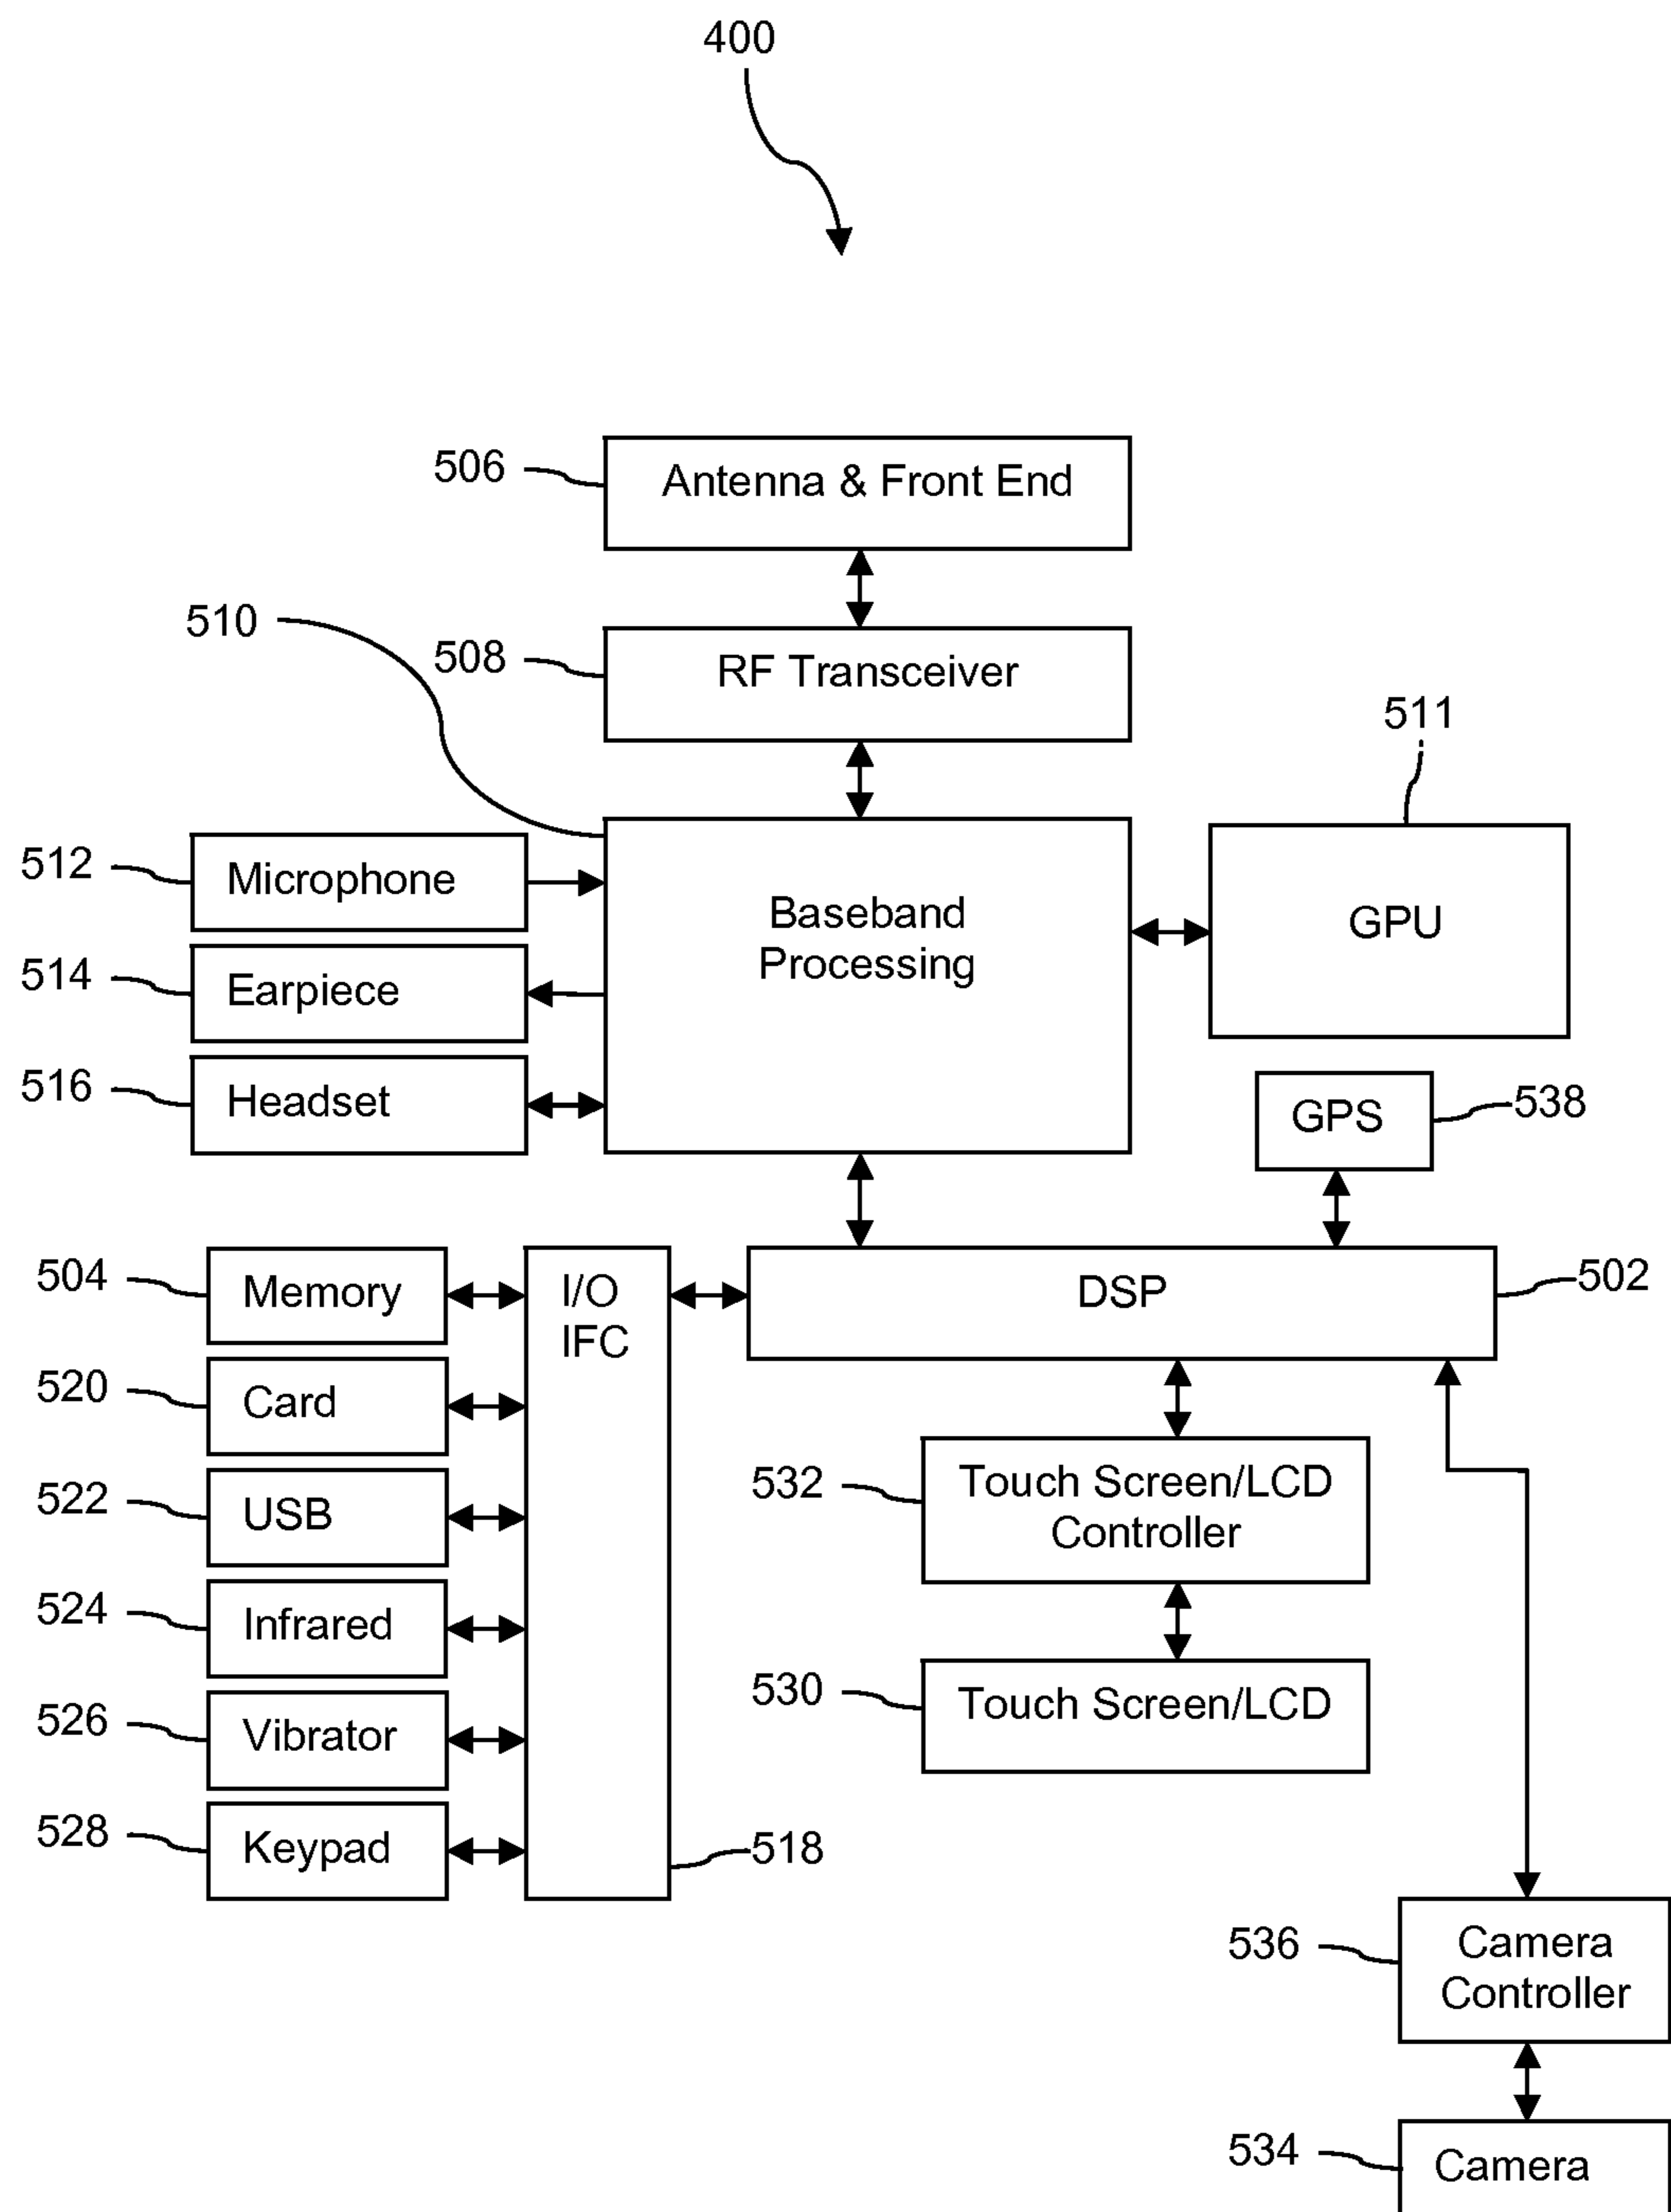 400
506
Antenna & Front End
510
508
RF Transceiver
511
512
Microphone
Baseband
Processing
GPU
514
Earpiece
516
Headset
GPS
538
504
Memory
I/O
IFC
DSP
502
520
Card
522
USB
532
Touch Screen/LCD
Controller
524
Infrared
530
Touch Screen/LCD
526
Vibrator
528
Keypad
518
536
Camera
Controller
534
Camera